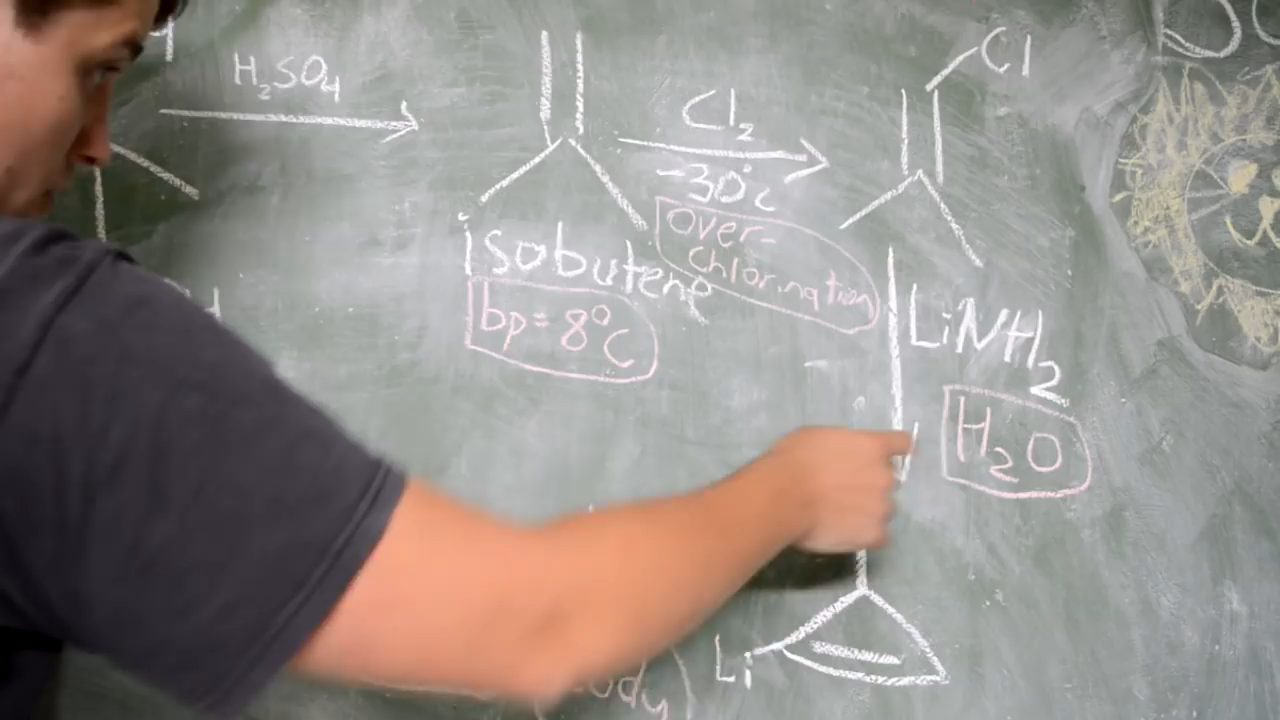 H₂SO₄
Cl₂
-30°C
Cl
isobutene
bp=8°C
Over-
chlorination
LiNH₂
H₂O
Li